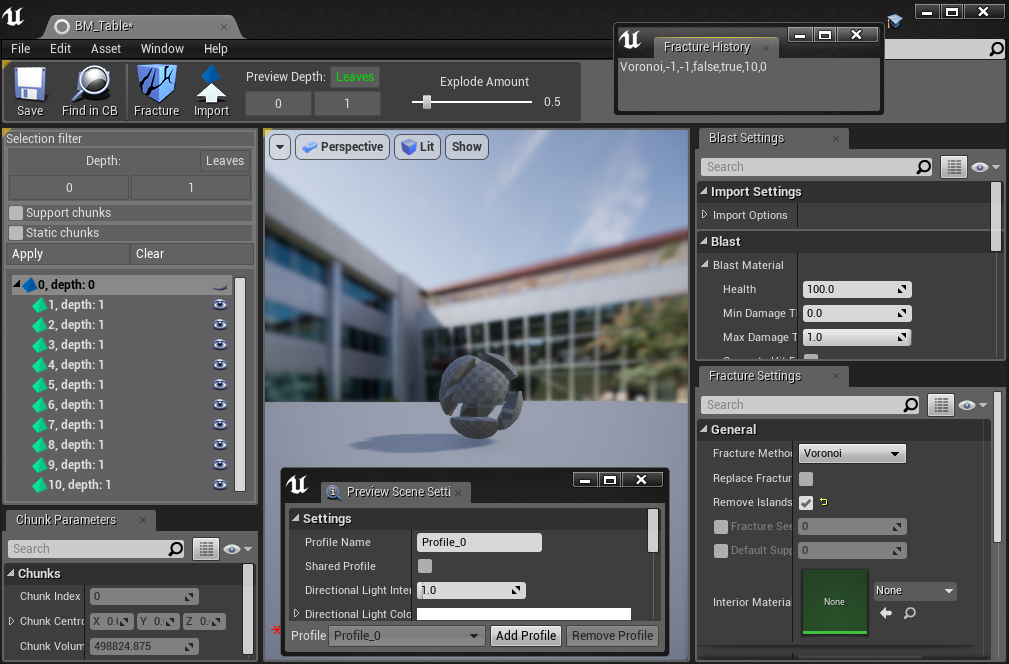 BM_Table*
File Edit Asset Window Help
Save
Find in CB
Fracture
Import
Preview Depth: Leaves
0 1
Explode Amount
0.5
Fracture History
Voronoi,-1,-1,false,true,10,0
Selection filter
Depth: Leaves
0 1
Support chunks
Static chunks
Apply Clear
0, depth: 0
1, depth: 1
2, depth: 1
3, depth: 1
4, depth: 1
5, depth: 1
6, depth: 1
7, depth: 1
8, depth: 1
9, depth: 1
10, depth: 1
Chunk Parameters
Search
Chunks
Chunk Index 0
Chunk Centro X 0.0 Y 0. Z 0.
Chunk Volum 498824.875
Perspective Lit Show
Preview Scene Setti
Settings
Profile Name Profile_0
Shared Profile
Directional Light Inter 1.0
Directional Light Colo
Profile Profile_0 Add Profile Remove Profile
Blast Settings
Search
Import Settings
Import Options
Blast
Blast Material
Health 100.0
Min Damage T 0.0
Max Damage T 1.0
Fracture Settings
Search
General
Fracture Metho Voronoi
Replace Fractur
Remove Islands
Fracture See 0
Default Supp 0
Interior Materia None None